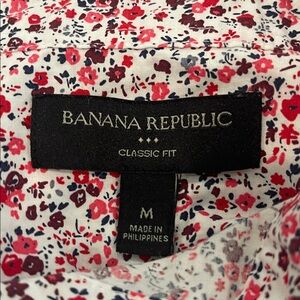 BANANA REPUBLIC
CLASSIC FIT
M
MADE IN
PHILIPPINES